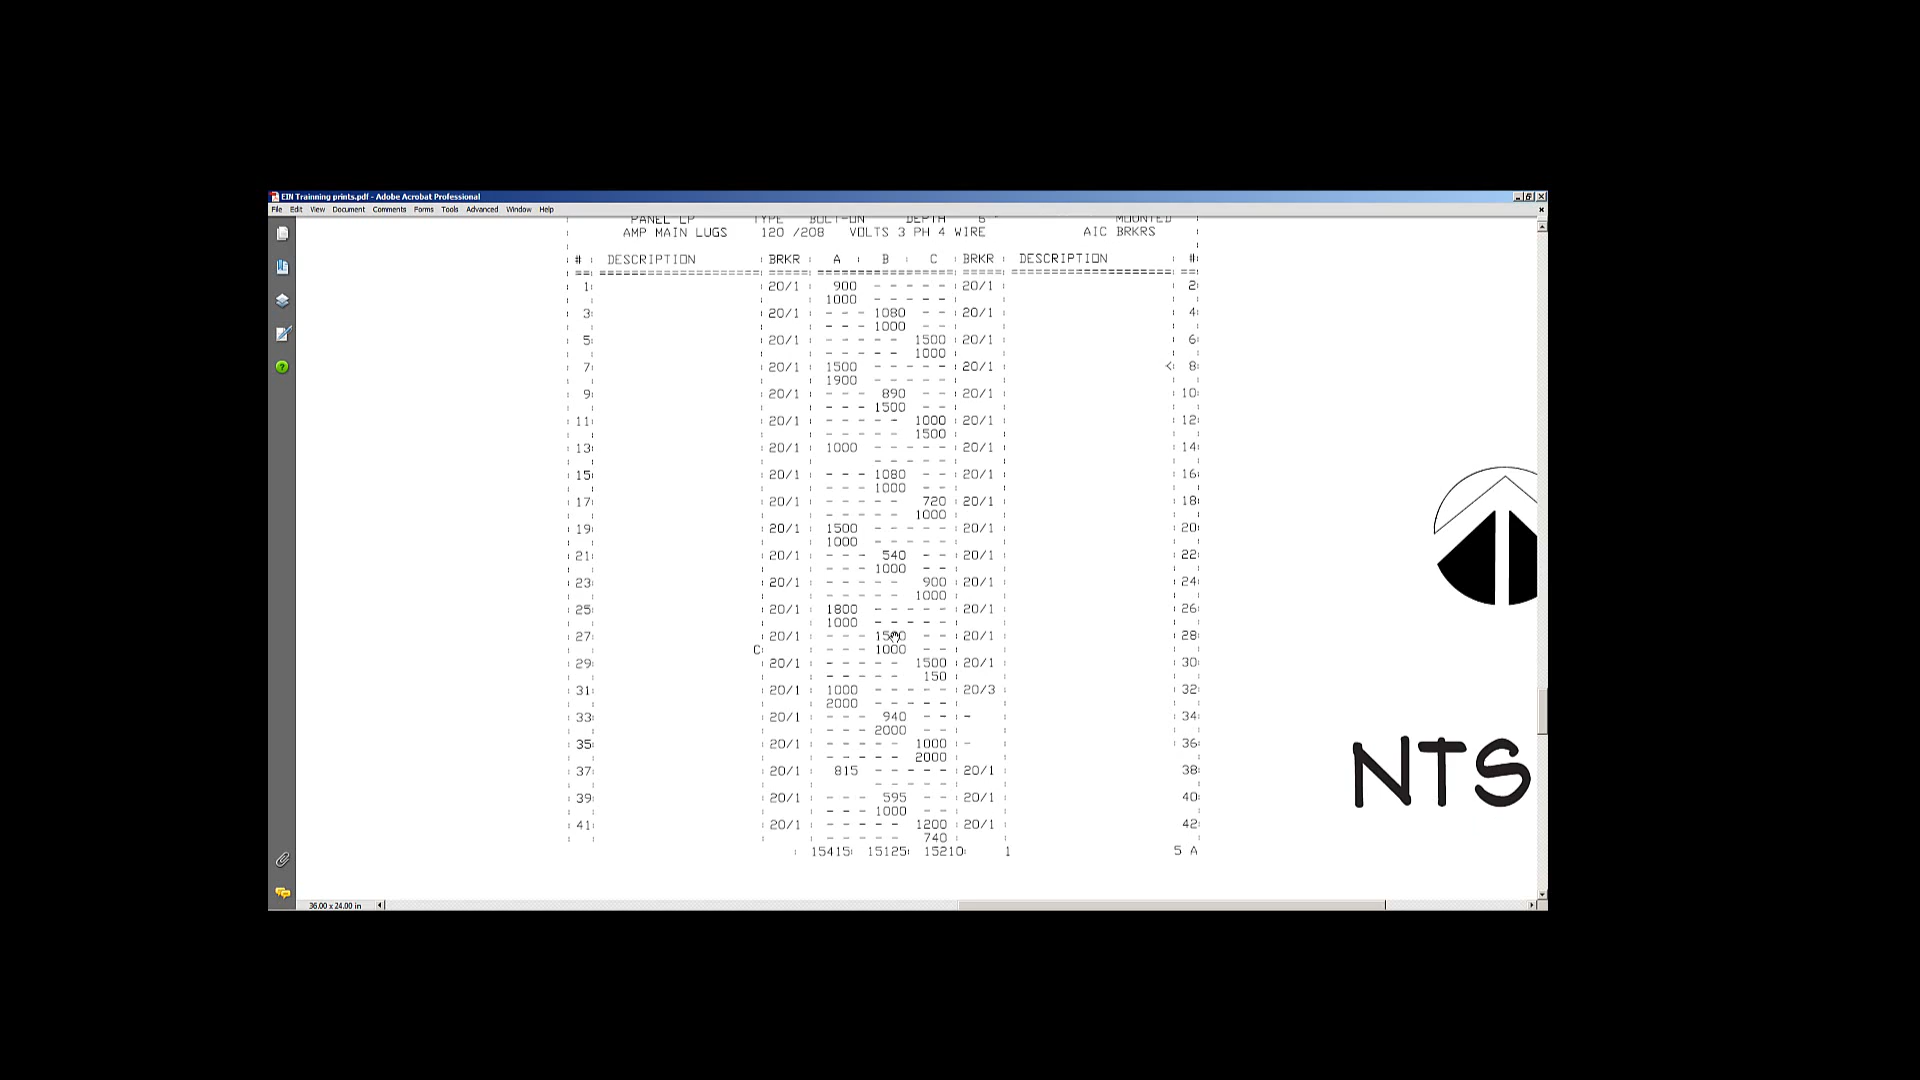 EIN Trainning prints.pdf - Adobe Acrobat Professional
File Edit View Document Comments Forms Tools Advanced Window Help
PANEL LP TYPE BOLT-ON DEPTH 6 " MOUNTED
AMP MAIN LUGS 120 /208 VOLTS 3 PH 4 WIRE AIC BRKRS
# DESCRIPTION BRKR A B C BRKR DESCRIPTION #
1 20/1 900 - - - - - 20/1 2
1000 - - - - -
3 20/1 - - - 1080 - - 20/1 4
- - - 1000 - -
5 20/1 - - - - - 1500 20/1 6
- - - - - 1000
7 20/1 1500 - - - - - 20/1 < 8
1900 - - - - -
9 20/1 - - - 890 - - 20/1 10
- - - 1500 - -
11 20/1 - - - - - 1000 20/1 12
- - - - - 1500
13 20/1 1000 - - - - - 20/1 14
- - - - -
15 20/1 - - - 1080 - - 20/1 16
- - - 1000 - -
17 20/1 - - - - - 720 20/1 18
- - - - - 1000
19 20/1 1500 - - - - - 20/1 20
1000 - - - - -
21 20/1 - - - 540 - - 20/1 22
- - - 1000 - -
23 20/1 - - - - - 900 20/1 24
- - - - - 1000
25 20/1 1800 - - - - - 20/1 26
1000 - - - - -
27 20/1 - - - - - 20/1 28
C - - - 1000 - -
29 20/1 - - - - - 1500 20/1 30
- - - - - 150
31 20/1 1000 - - - - - 20/3 32
2000 - - - - -
33 20/1 - - - 940 - - - 34
- - - 2000 - -
35 20/1 - - - - - 1000 - 36
- - - - - 2000
37 20/1 815 - - - - - 20/1 38
- - - - -
39 20/1 - - - 595 - - 20/1 40
- - - 1000 - -
41 20/1 - - - - - 1200 20/1 42
- - - - - 740
15415 15125 15210 1 5 A
NTS
36.00 x 24.00 in